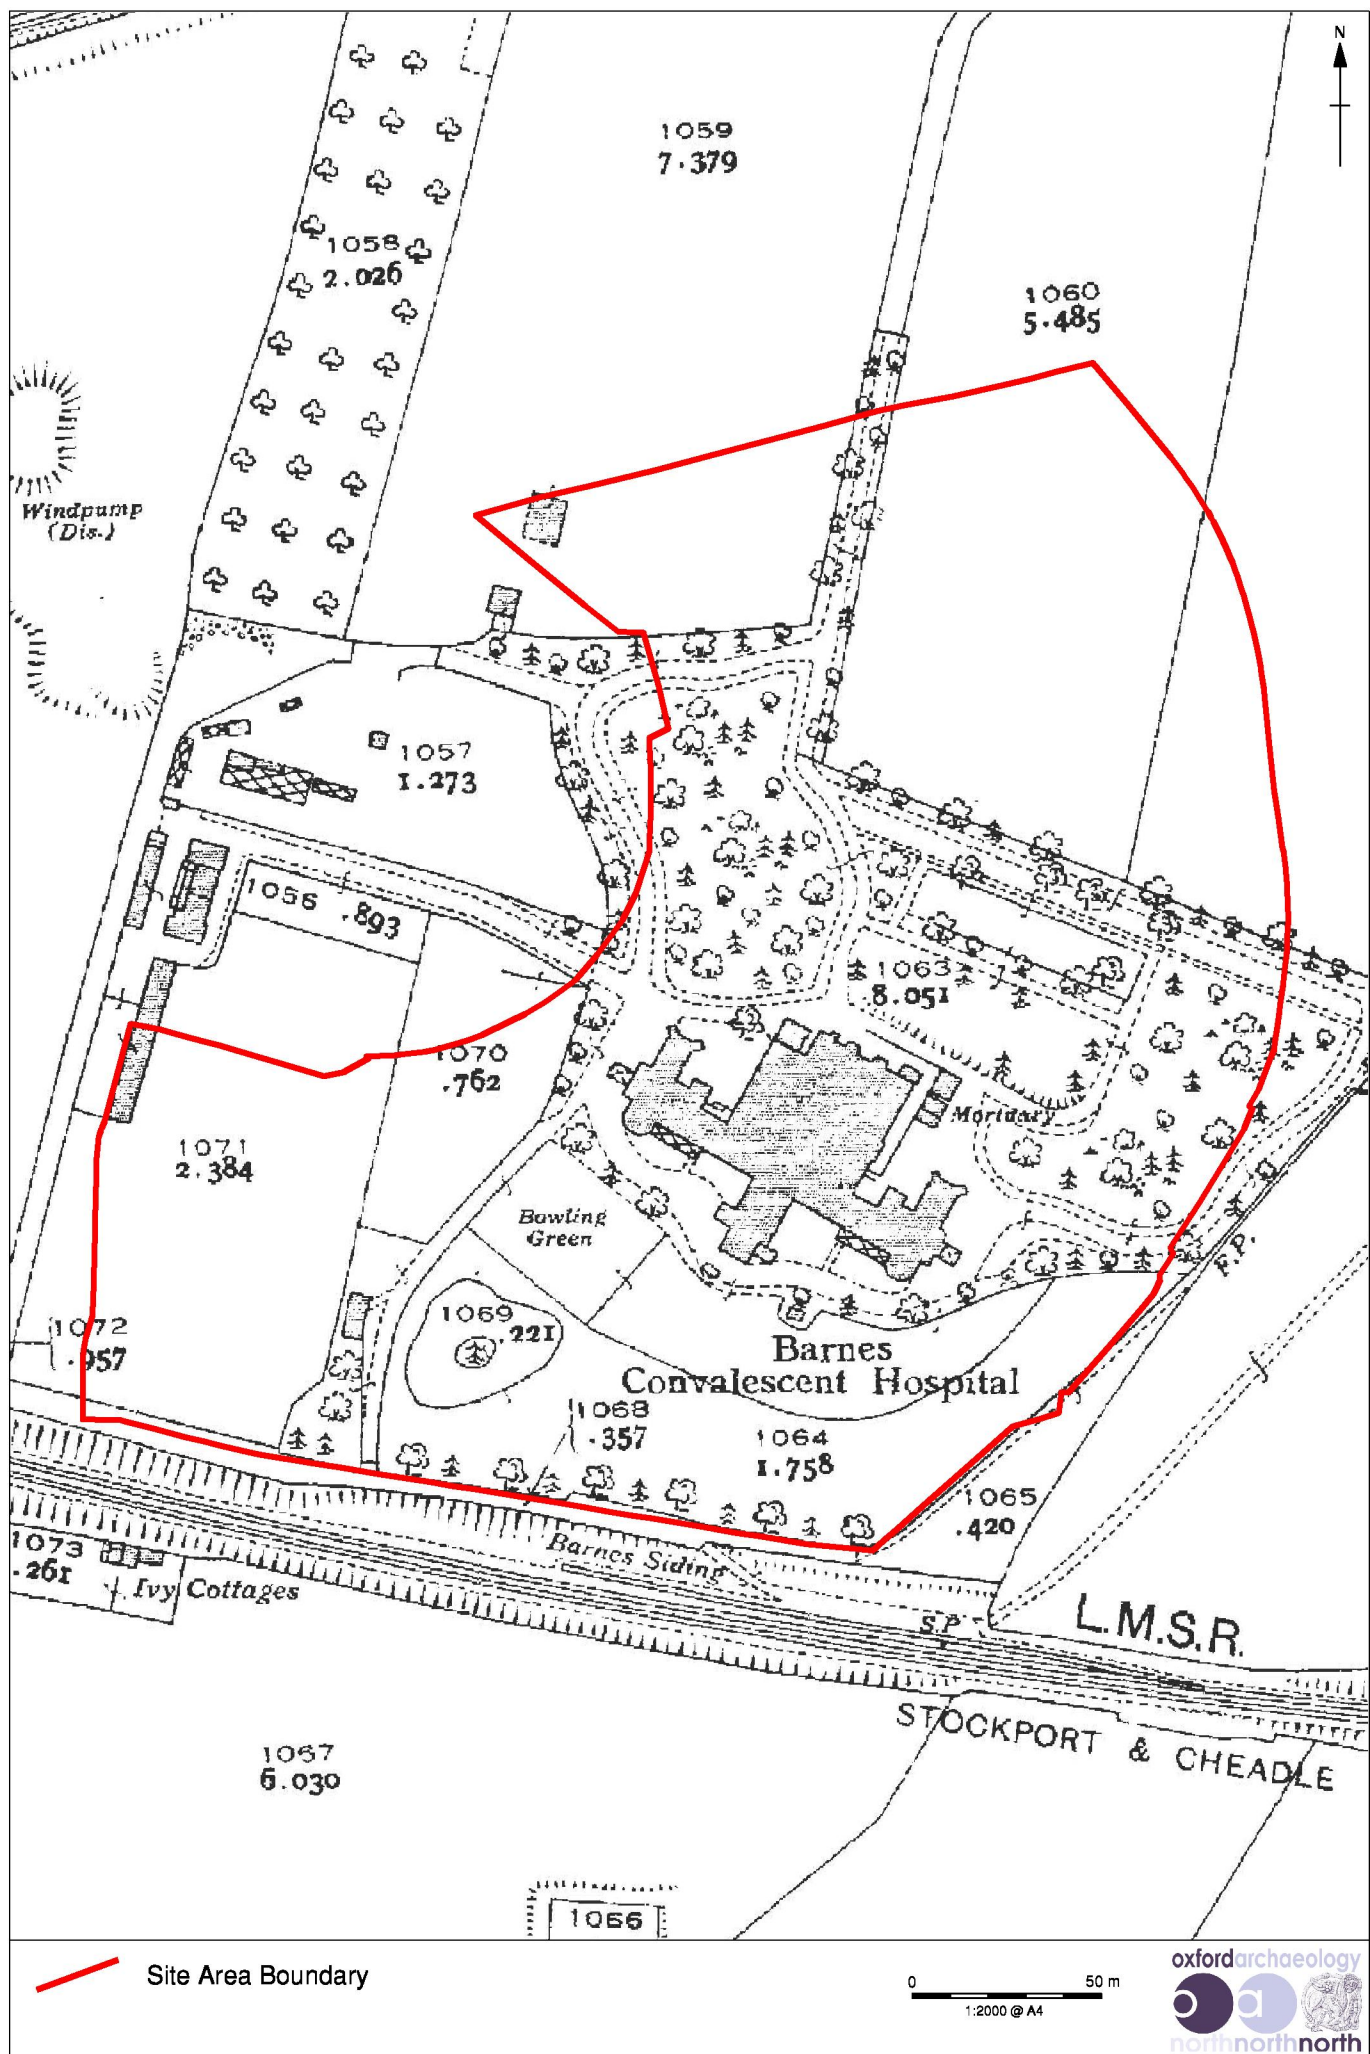 N
1059
7.379
1058
2.026
1060
5.485
Windpump
(Dis.)
1057
1.273
1056 .893
1063
8.051
1070
.762
Mortuary
1071
2.384
Bowling
Green
F.P.
1069
.221
1072
.957
Barnes
Convalescent Hospital
1068
.357
1064
1.758
1065
.420
1073
.261
Barnes Siding
Ivy Cottages
S.P.
L.M.S.R.
STOCKPORT & CHEADLE
1067
6.030
1066
Site Area Boundary
0 50 m
1:2000 @ A4
oxfordarchaeology
o a
northnorthnorth